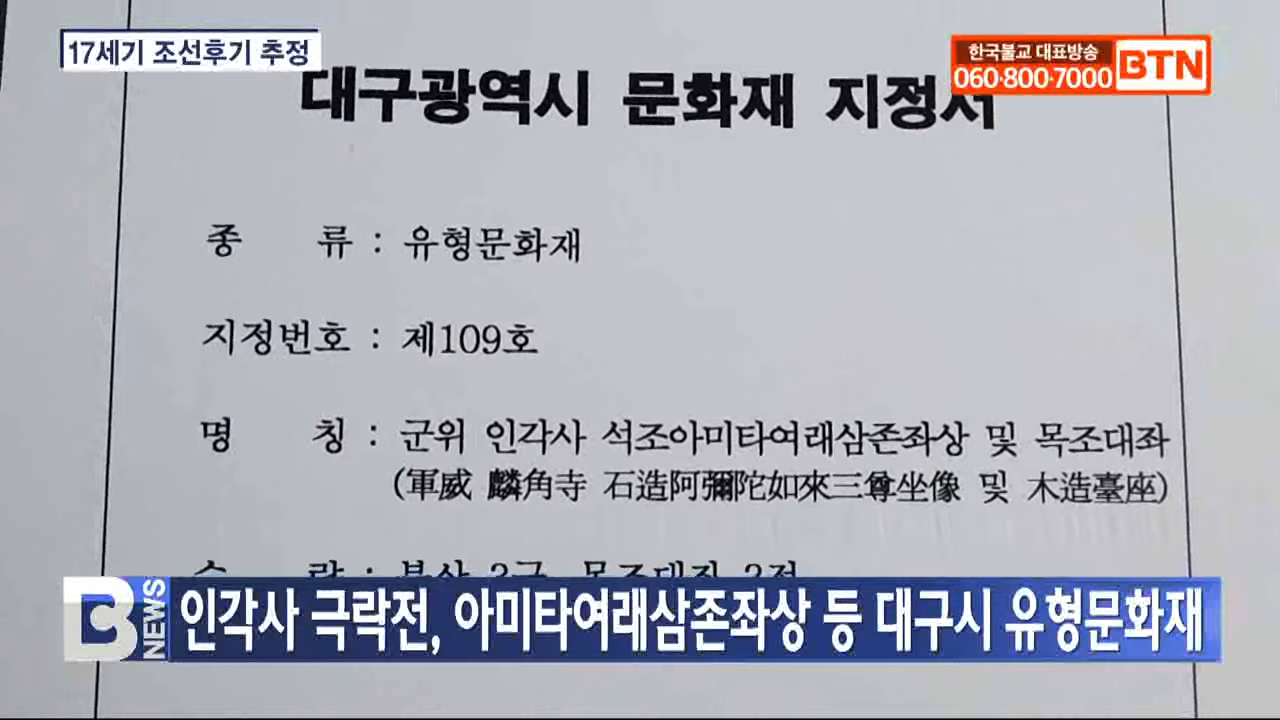 17세기 조선후기 추정
한국불교 대표방송
060·800·7000
BTN
대구광역시 문화재 지정서
종 류 : 유형문화재
지정번호 : 제109호
명 칭 : 군위 인각사 석조아미타여래삼존좌상 및 목조대좌
(軍威 麟角寺 石造阿彌陀如來三尊坐像 및 木造臺座)
NEWS
인각사 극락전, 아미타여래삼존좌상 등 대구시 유형문화재